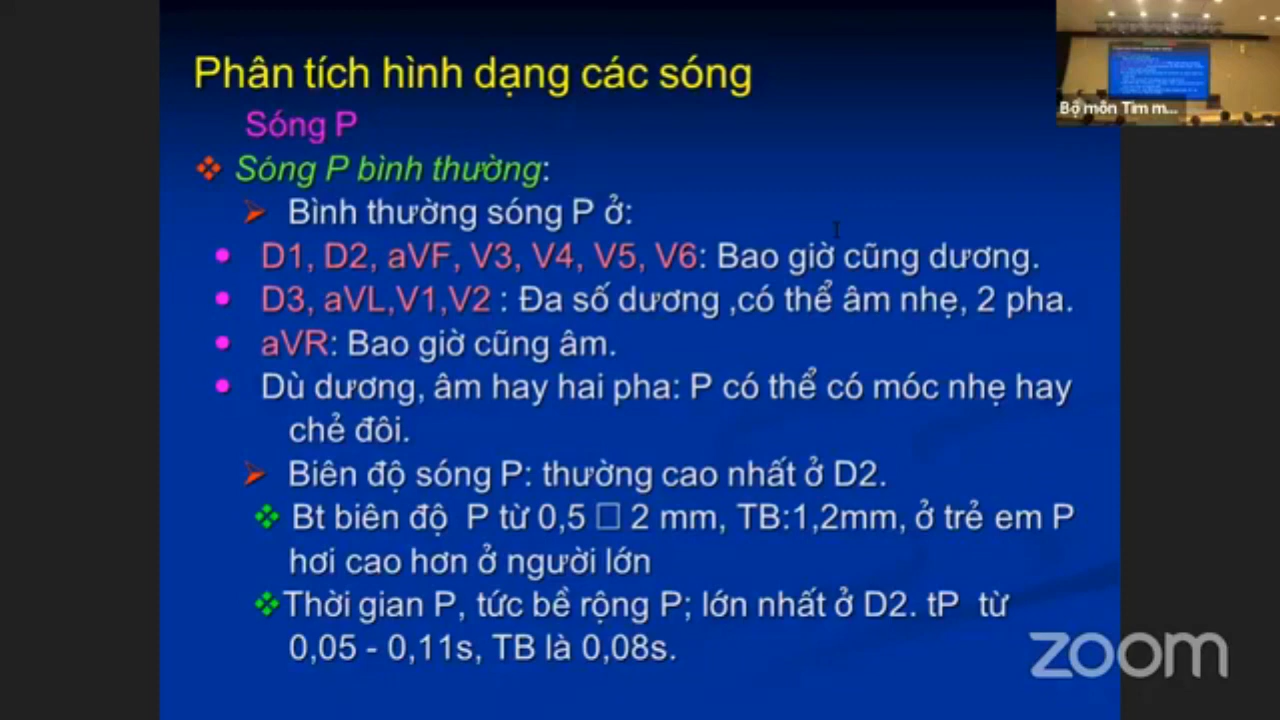 Phân tích hình dạng các sóng
Sóng P
Sóng P bình thường:
Bình thường sóng P ở:
D1, D2, aVF, V3, V4, V5, V6: Bao giờ cũng dương.
D3, aVL,V1,V2 : Đa số dương ,có thể âm nhẹ, 2 pha.
aVR: Bao giờ cũng âm.
Dù dương, âm hay hai pha: P có thể có móc nhẹ hay
chẻ đôi.
Biên độ sóng P: thường cao nhất ở D2.
Bt biên độ P từ 0,5 □ 2 mm, TB:1,2mm, ở trẻ em P
hơi cao hơn ở người lớn
Thời gian P, tức bề rộng P; lớn nhất ở D2. tP từ
0,05 - 0,11s, TB là 0,08s.
Bộ môn Tim m...
zoom